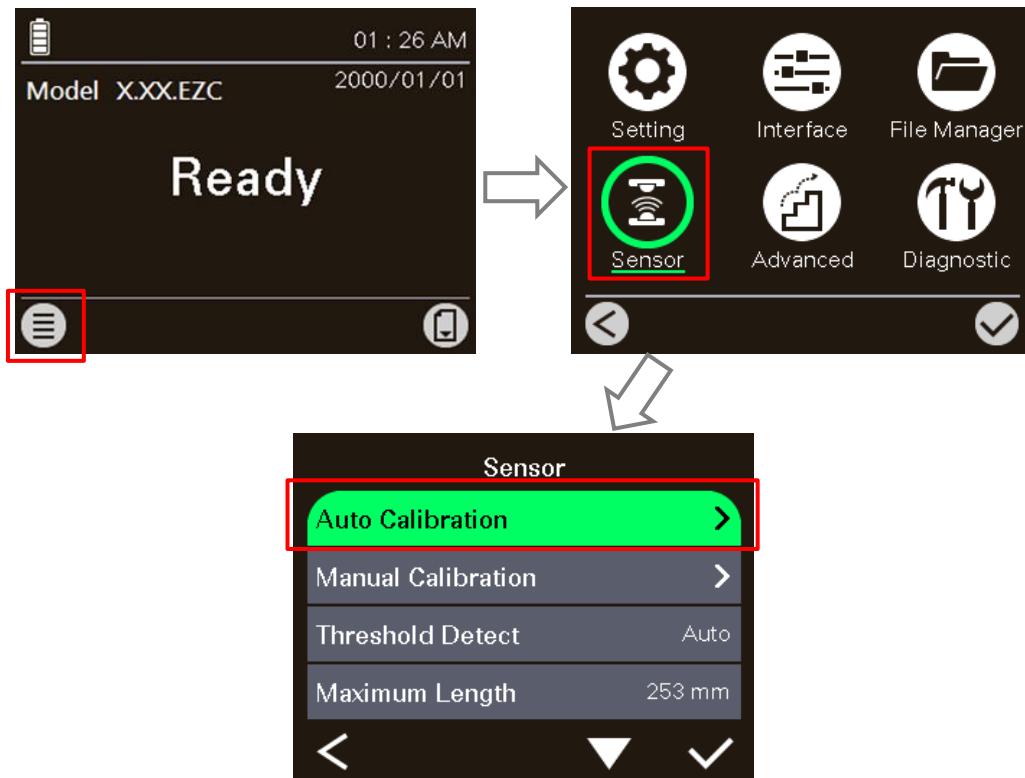 01 : 26 AM
Model X.XX.EZC 2000/01/01
Ready
Setting Interface File Manager
Sensor Advanced Diagnostic
Sensor
Auto Calibration
Manual Calibration
Threshold Detect Auto
Maximum Length 253 mm